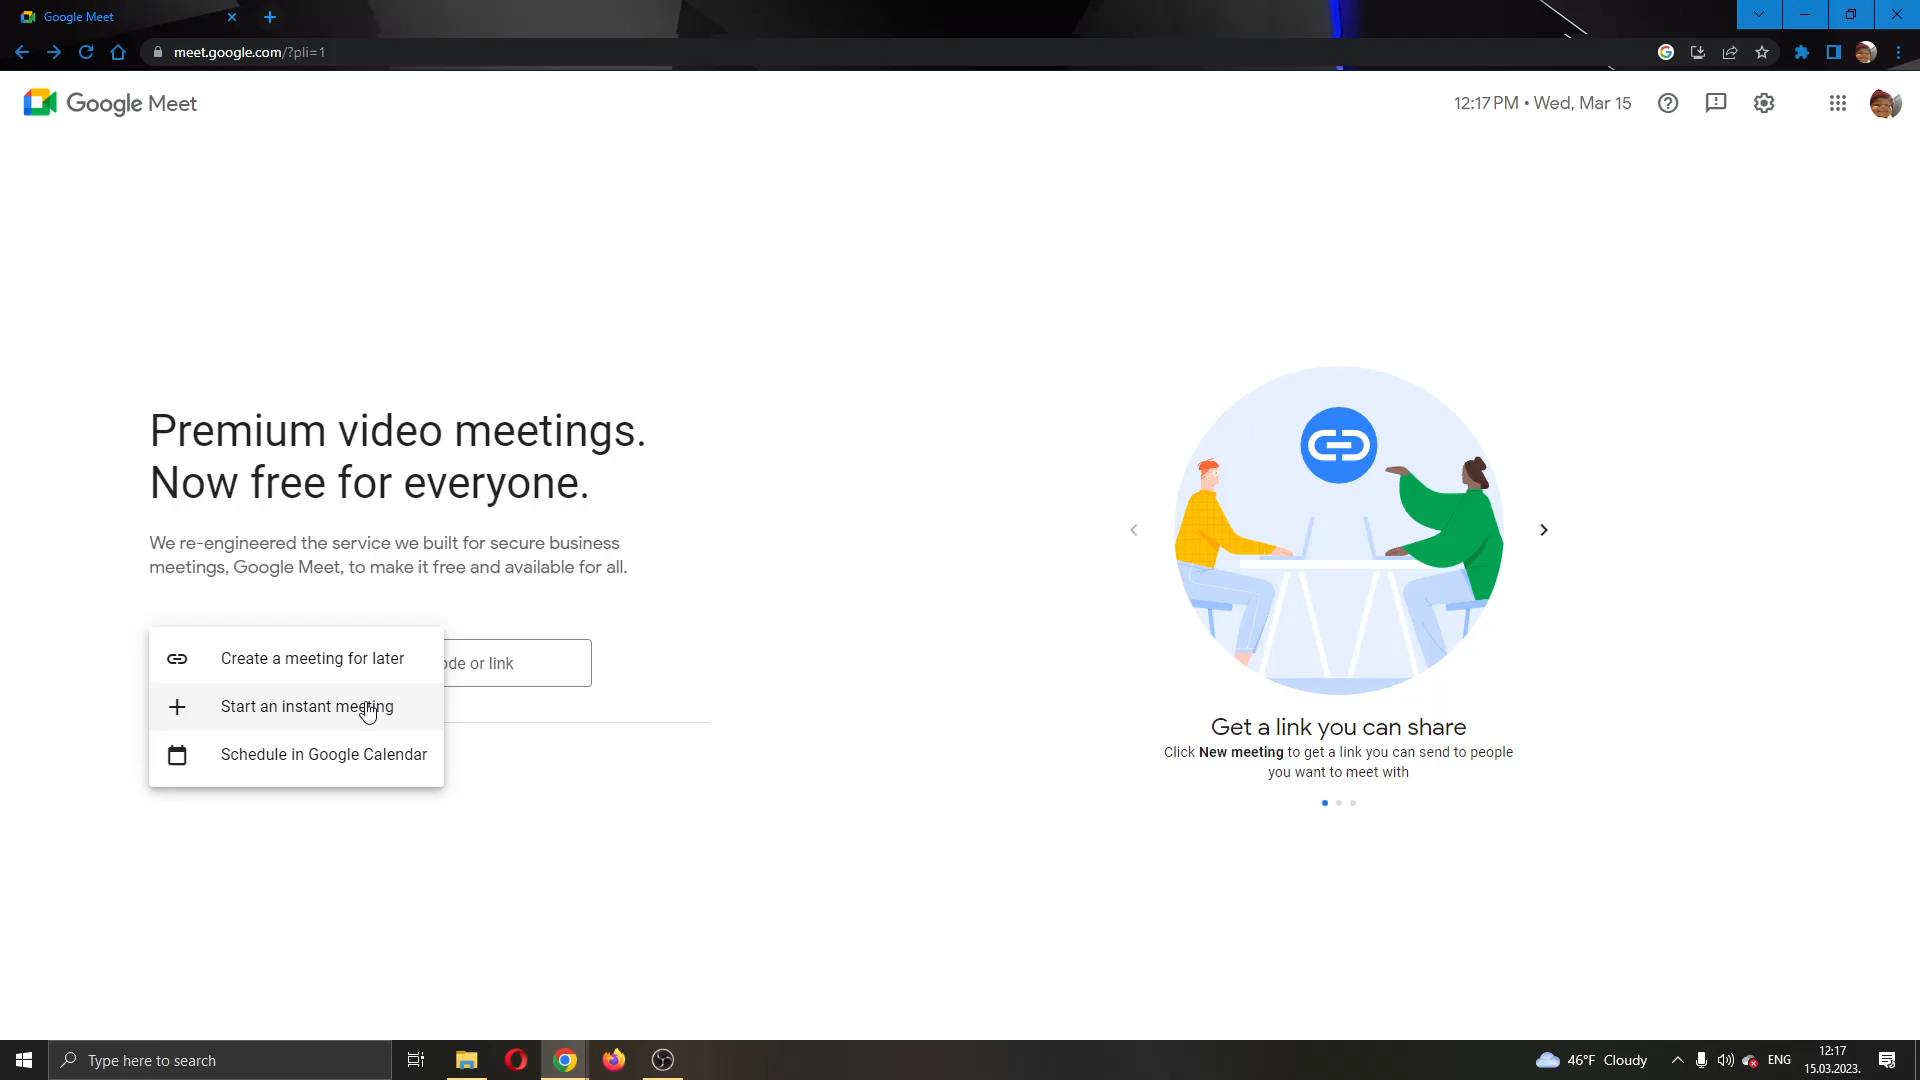 Google Meet
meet.google.com/?pli=1
Google Meet
12:17 PM • Wed, Mar 15
Premium video meetings.
Now free for everyone.
We re-engineered the service we built for secure business
meetings, Google Meet, to make it free and available for all.
Create a meeting for later
ode or link
Start an instant meeting
Schedule in Google Calendar
Get a link you can share
Click New meeting to get a link you can send to people
you want to meet with
Type here to search
46°F Cloudy
ENG
12:17
15.03.2023.